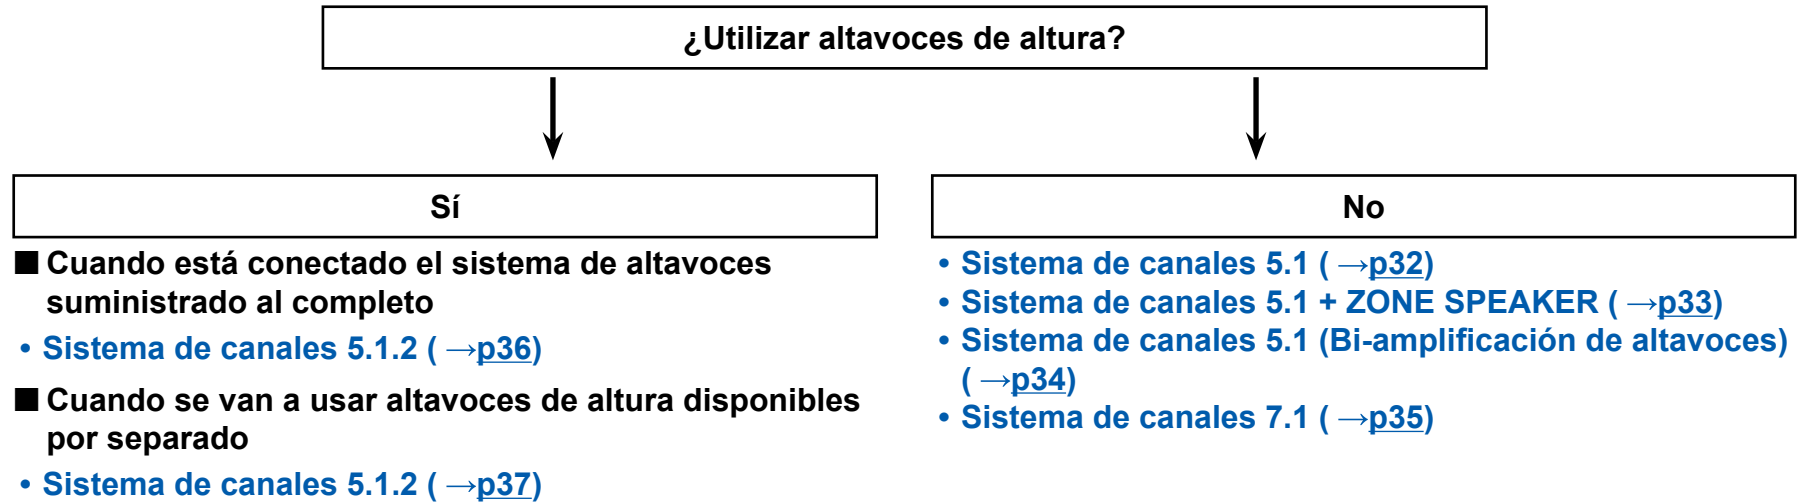 ¿Utilizar altavoces de altura?
Sí
■ Cuando está conectado el sistema de altavoces
suministrado al completo
• Sistema de canales 5.1.2 ( →p36)
■ Cuando se van a usar altavoces de altura disponibles
por separado
• Sistema de canales 5.1.2 ( →p37)
No
• Sistema de canales 5.1 ( →p32)
• Sistema de canales 5.1 + ZONE SPEAKER ( →p33)
• Sistema de canales 5.1 (Bi-amplificación de altavoces)
( →p34)
• Sistema de canales 7.1 ( →p35)